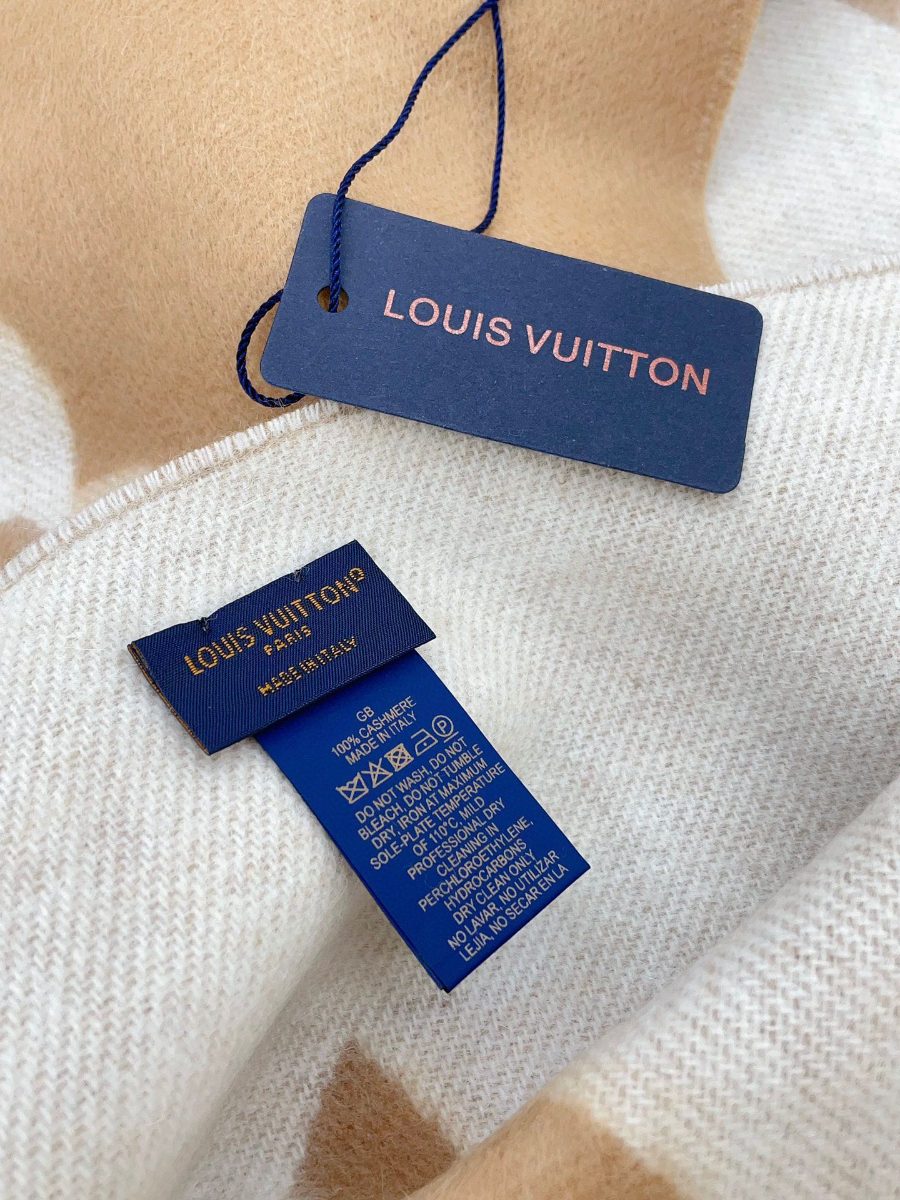 LOUIS VUITTON
LOUIS VUITTON
PARIS
MADE IN ITALY
GB
100% CASHMERE
MADE IN ITALY
DO NOT WASH, DO NOT
BLEACH, DO NOT TUMBLE
DRY, IRON AT MAXIMUM
SOLE-PLATE TEMPERATURE
OF 110°C, MILD
PROFESSIONAL DRY
CLEANING IN
PERCHLOROETHYLENE,
HYDROCARBONS
DRY CLEAN ONLY
NO LAVAR, NO UTILIZAR
LEJIA, NO SECAR EN LA